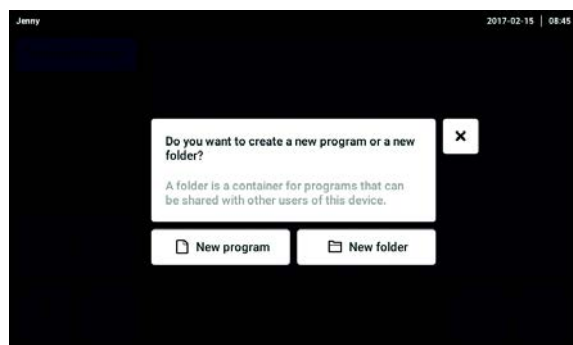 Jenny 2017-02-15 | 08:45
Do you want to create a new program or a new
folder?
A folder is a container for programs that can
be shared with other users of this device.
New program New folder